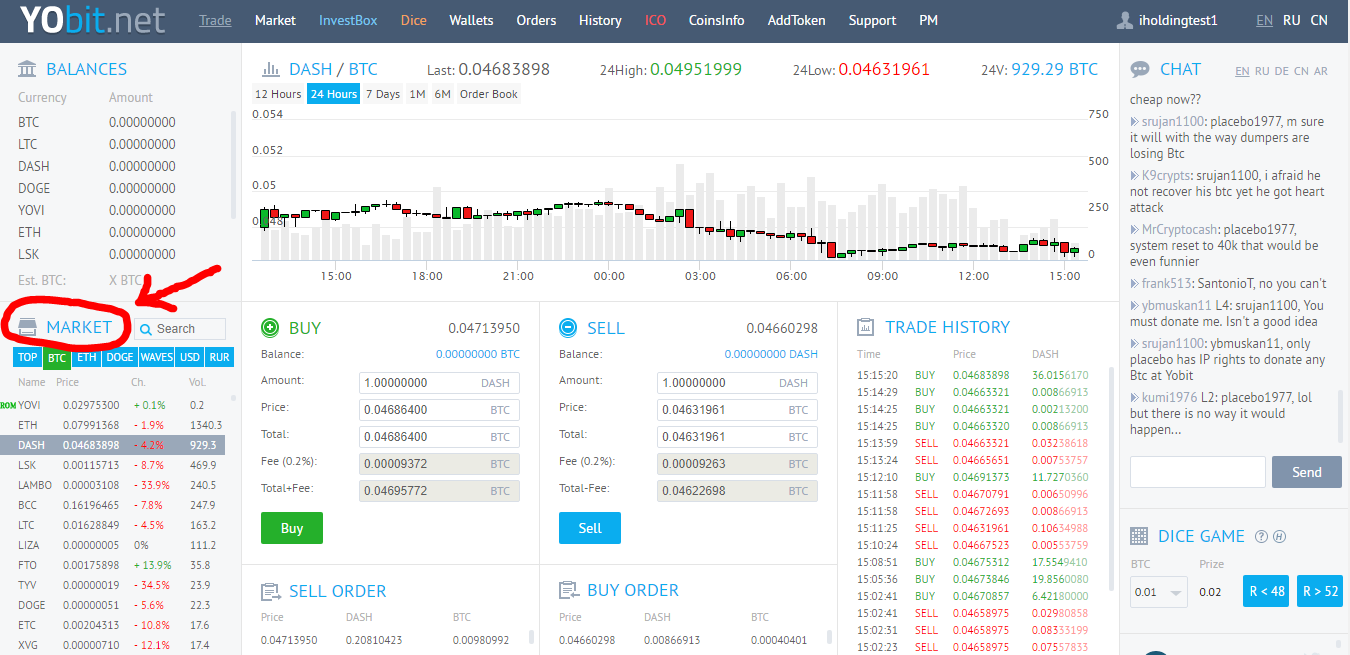 YObit.net Trade Market InvestBox Dice Wallets Orders History ICO CoinsInfo AddToken Support PM iholdingtest1 EN RU CN
BALANCES
Currency Amount
BTC 0.00000000
LTC 0.00000000
DASH 0.00000000
DOGE 0.00000000
YOVI 0.00000000
ETH 0.00000000
LSK 0.00000000
Est. BTC: X BTC
MARKET Search
TOP BTC ETH DOGE WAVES USD RUR
Name Price Ch. Vol.
ROM YOVI 0.02975300 + 0.1% 0.2
ETH 0.07991368 - 1.9% 1340.3
DASH 0.04683898 - 4.2% 929.3
LSK 0.00115713 - 8.7% 469.9
LAMBO 0.00003108 - 33.9% 240.5
BCC 0.16196465 - 7.8% 247.9
LTC 0.01628849 - 4.5% 163.2
LIZA 0.00000005 0% 111.2
FTO 0.00175898 + 13.9% 35.8
TYV 0.00000019 - 34.5% 23.9
DOGE 0.00000051 - 5.6% 22.3
ETC 0.00204313 - 10.8% 17.6
XVG 0.00000710 - 12.1% 17.4
DASH / BTC Last: 0.04683898 24High: 0.04951999 24Low: 0.04631961 24V: 929.29 BTC
12 Hours 24 Hours 7 Days 1M 6M Order Book
0.054 750
0.052
500
0.05
250
0.048
0
15:00 18:00 21:00 00:00 03:00 06:00 09:00 12:00 15:00
BUY 0.04713950
Balance: 0.00000000 BTC
Amount: 1.00000000 DASH
Price: 0.04686400 BTC
Total: 0.04686400 BTC
Fee (0.2%): 0.00009372 BTC
Total+Fee: 0.04695772 BTC
Buy
SELL 0.04660298
Balance: 0.00000000 DASH
Amount: 1.00000000 DASH
Price: 0.04631961 BTC
Total: 0.04631961 BTC
Fee (0.2%): 0.00009263 BTC
Total-Fee: 0.04622698 BTC
Sell
SELL ORDER
Price DASH BTC
0.04713950 0.20810423 0.00980992
BUY ORDER
Price DASH BTC
0.04660298 0.00866913 0.00040401
TRADE HISTORY
Time Price DASH
15:15:20 BUY 0.04683898 36.0156170
15:14:29 BUY 0.04663321 0.00866913
15:14:25 BUY 0.04663321 0.00213200
15:14:25 BUY 0.04663320 0.00866913
15:13:59 SELL 0.04663321 0.03238618
15:13:24 SELL 0.04665651 0.00753757
15:12:10 BUY 0.04691373 11.7270360
15:11:58 SELL 0.04670791 0.00650996
15:11:58 SELL 0.04672693 0.00866913
15:11:25 SELL 0.04631961 0.10634988
15:10:24 SELL 0.04667523 0.00553759
15:08:51 BUY 0.04675312 17.5549410
15:05:36 BUY 0.04673846 19.8560080
15:02:41 BUY 0.04670857 6.42180000
15:02:41 SELL 0.04658975 0.02980858
15:02:31 SELL 0.04658975 0.08333199
15:02:23 SELL 0.04658975 0.07557833
CHAT EN RU DE CN AR
cheap now??
srujan1100: placebo1977, m sure
it will with the way dumpers are
losing Btc
K9crypts: srujan1100, i afraid he
not recover his btc yet he got heart
attack
MrCryptocash: placebo1977,
system reset to 40k that would be
even funnier
frank513: SantonioT, no you can't
ybmuskan11 L4: srujan1100, You
must donate me. Isn't a good idea
srujan1100: ybmuskan11, only
placebo has IP rights to donate any
Btc at Yobit
kumi1976 L2: placebo1977, lol
but there is no way it would
happen...
Send
DICE GAME ? H
BTC Prize
0.01 0.02 R < 48 R > 52